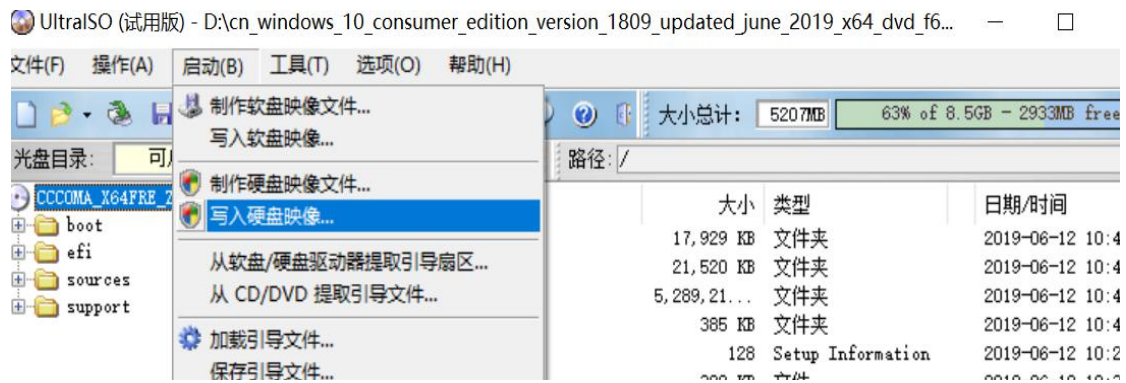 UltraISO (试用版) - D:\cn_windows_10_consumer_edition_version_1809_updated_june_2019_x64_dvd_f6...
文件(F) 操作(A) 启动(B) 工具(T) 选项(O) 帮助(H)
大小总计: 5207MB 63% of 8.5GB - 2933MB free
光盘目录: 路径: /
CCCOMA_X64FRE_Z
boot
efi
sources
support
制作软盘映像文件...
写入软盘映像...
制作硬盘映像文件...
写入硬盘映像...
从软盘/硬盘驱动器提取引导扇区...
从 CD/DVD 提取引导文件...
加载引导文件...
保存引导文件...
大小 类型 日期/时间
17,929 KB 文件夹 2019-06-12 10:4
21,520 KB 文件夹 2019-06-12 10:4
5,289,21... 文件夹 2019-06-12 10:4
385 KB 文件夹 2019-06-12 10:4
128 Setup Information 2019-06-12 10:2